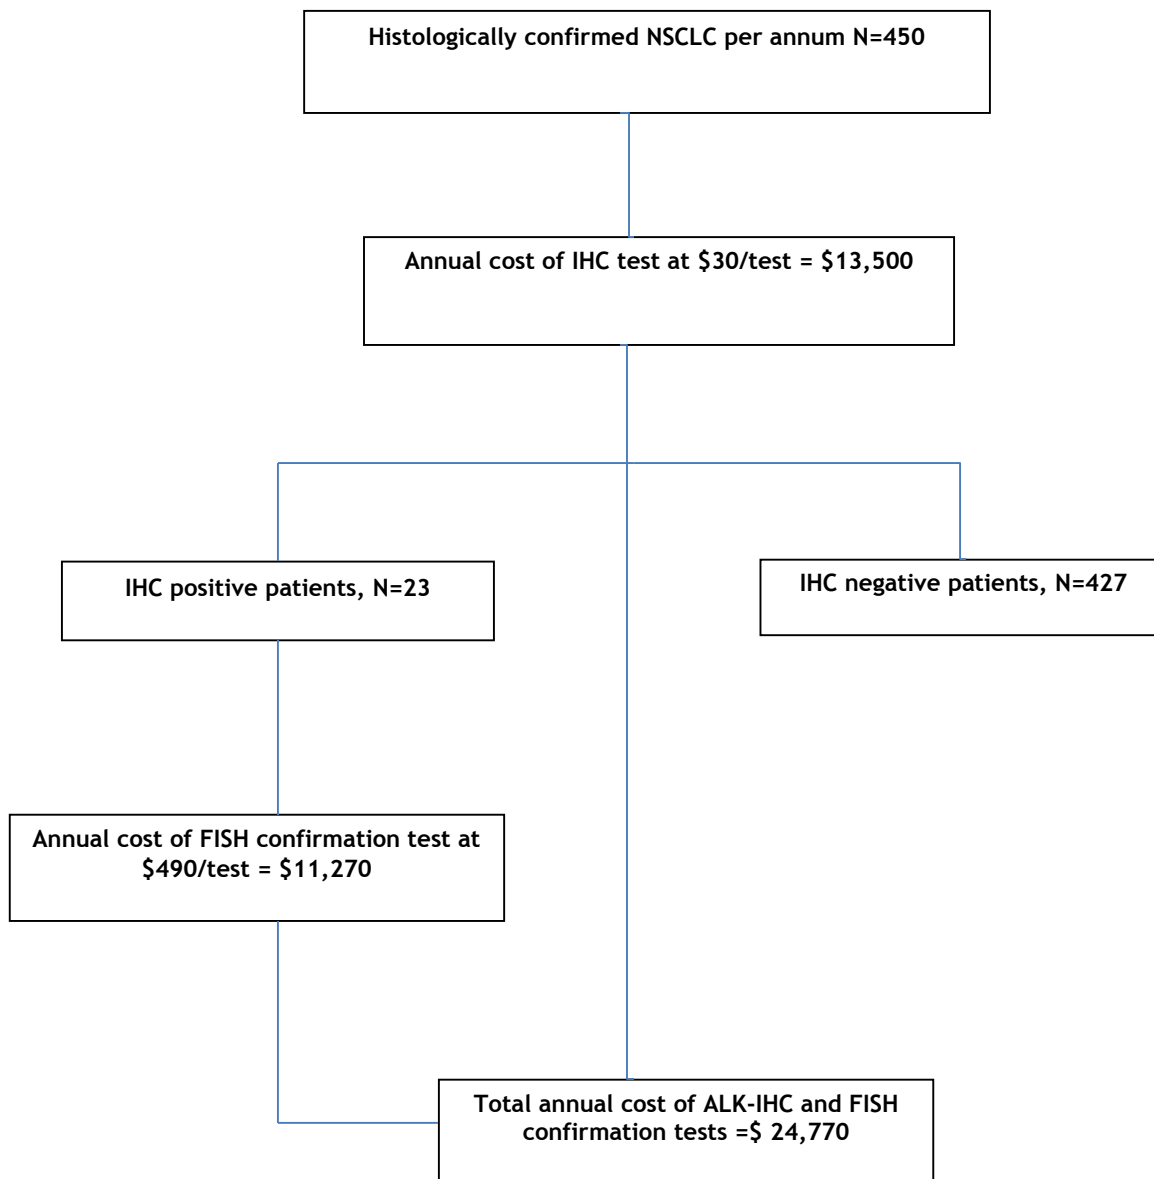 Histologically confirmed NSCLC per annum N=450
Annual cost of IHC test at $30/test = $13,500
IHC positive patients, N=23
IHC negative patients, N=427
Annual cost of FISH confirmation test at
$490/test = $11,270
Total annual cost of ALK-IHC and FISH
confirmation tests =$ 24,770